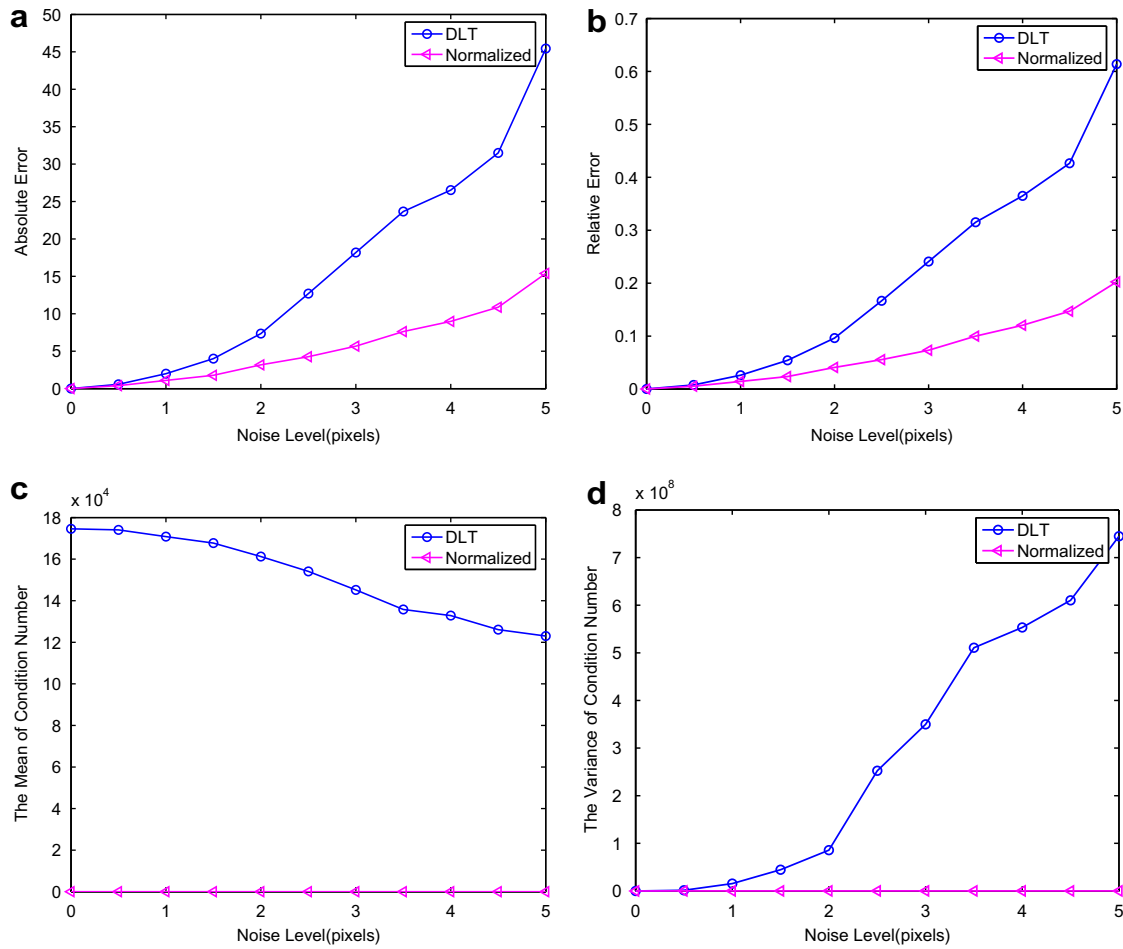 a
50
45
40
35
30
25
20
15
10
5
0
Absolute Error
DLT
Normalized
0 1 2 3 4 5
Noise Level(pixels)
b
0.7
0.6
0.5
0.4
0.3
0.2
0.1
0
Relative Error
DLT
Normalized
0 1 2 3 4 5
Noise Level(pixels)
c
x 10^4
18
16
14
12
10
8
6
4
2
0
The Mean of Condition Number
DLT
Normalized
0 1 2 3 4 5
Noise Level(pixels)
d
x 10^8
8
7
6
5
4
3
2
1
0
The Variance of Condition Number
DLT
Normalized
0 1 2 3 4 5
Noise Level(pixels)